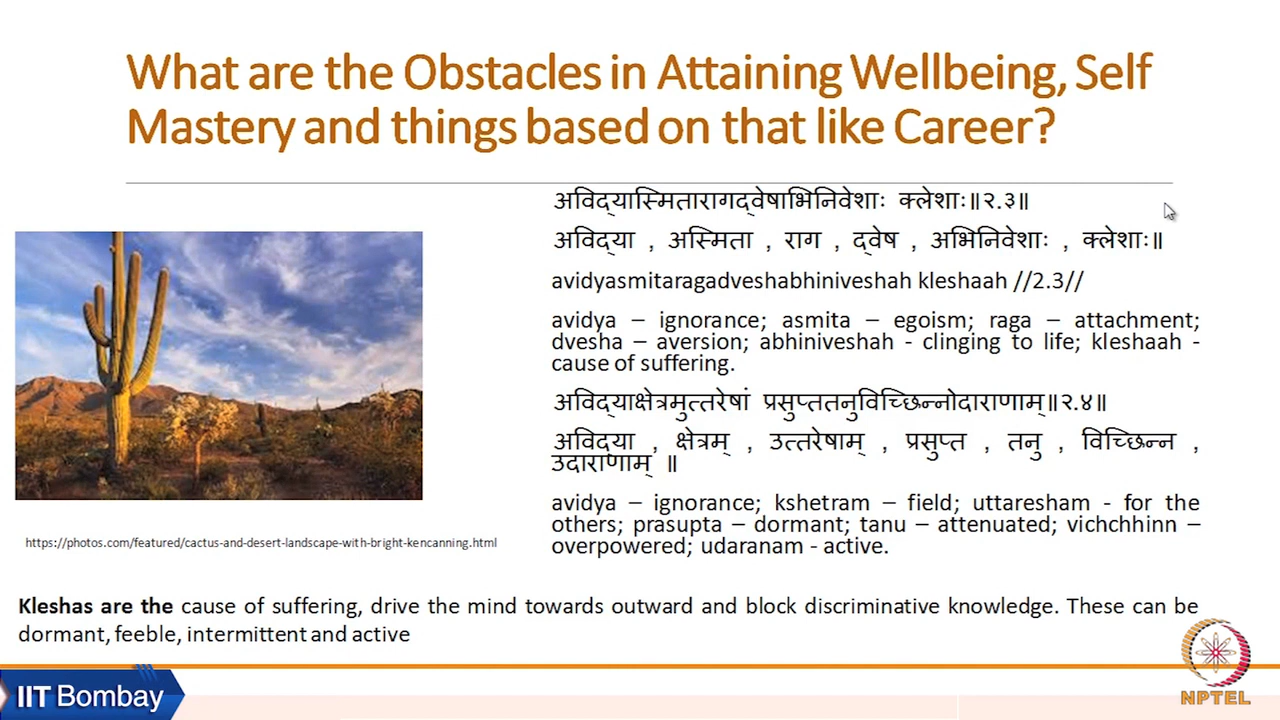 What are the Obstacles in Attaining Wellbeing, Self
Mastery and things based on that like Career?
अविद्यास्मितारागद्वेषाभिनिवेशाः क्लेशाः॥२.३॥
अविद्या , अस्मिता , राग , द्वेष , अभिनिवेशाः , क्लेशाः॥
avidyasmitaragadveshabhiniveshah kleshaah //2.3//
avidya – ignorance; asmita – egoism; raga – attachment;
dvesha – aversion; abhiniveshah - clinging to life; kleshaah -
cause of suffering.
अविद्याक्षेत्रमुत्तरेषां प्रसुप्ततनुविच्छिन्नोदाराणाम्॥२.४॥
अविद्या , क्षेत्रम् , उत्तरेषाम् , प्रसुप्त , तनु , विच्छिन्न ,
उदाराणाम् ॥
avidya – ignorance; kshetram – field; uttaresham - for the
others; prasupta – dormant; tanu – attenuated; vichchhinn –
overpowered; udaranam - active.
https://photos.com/featured/cactus-and-desert-landscape-with-bright-kencanning.html
Kleshas are the cause of suffering, drive the mind towards outward and block discriminative knowledge. These can be
dormant, feeble, intermittent and active
IIT Bombay
NPTEL